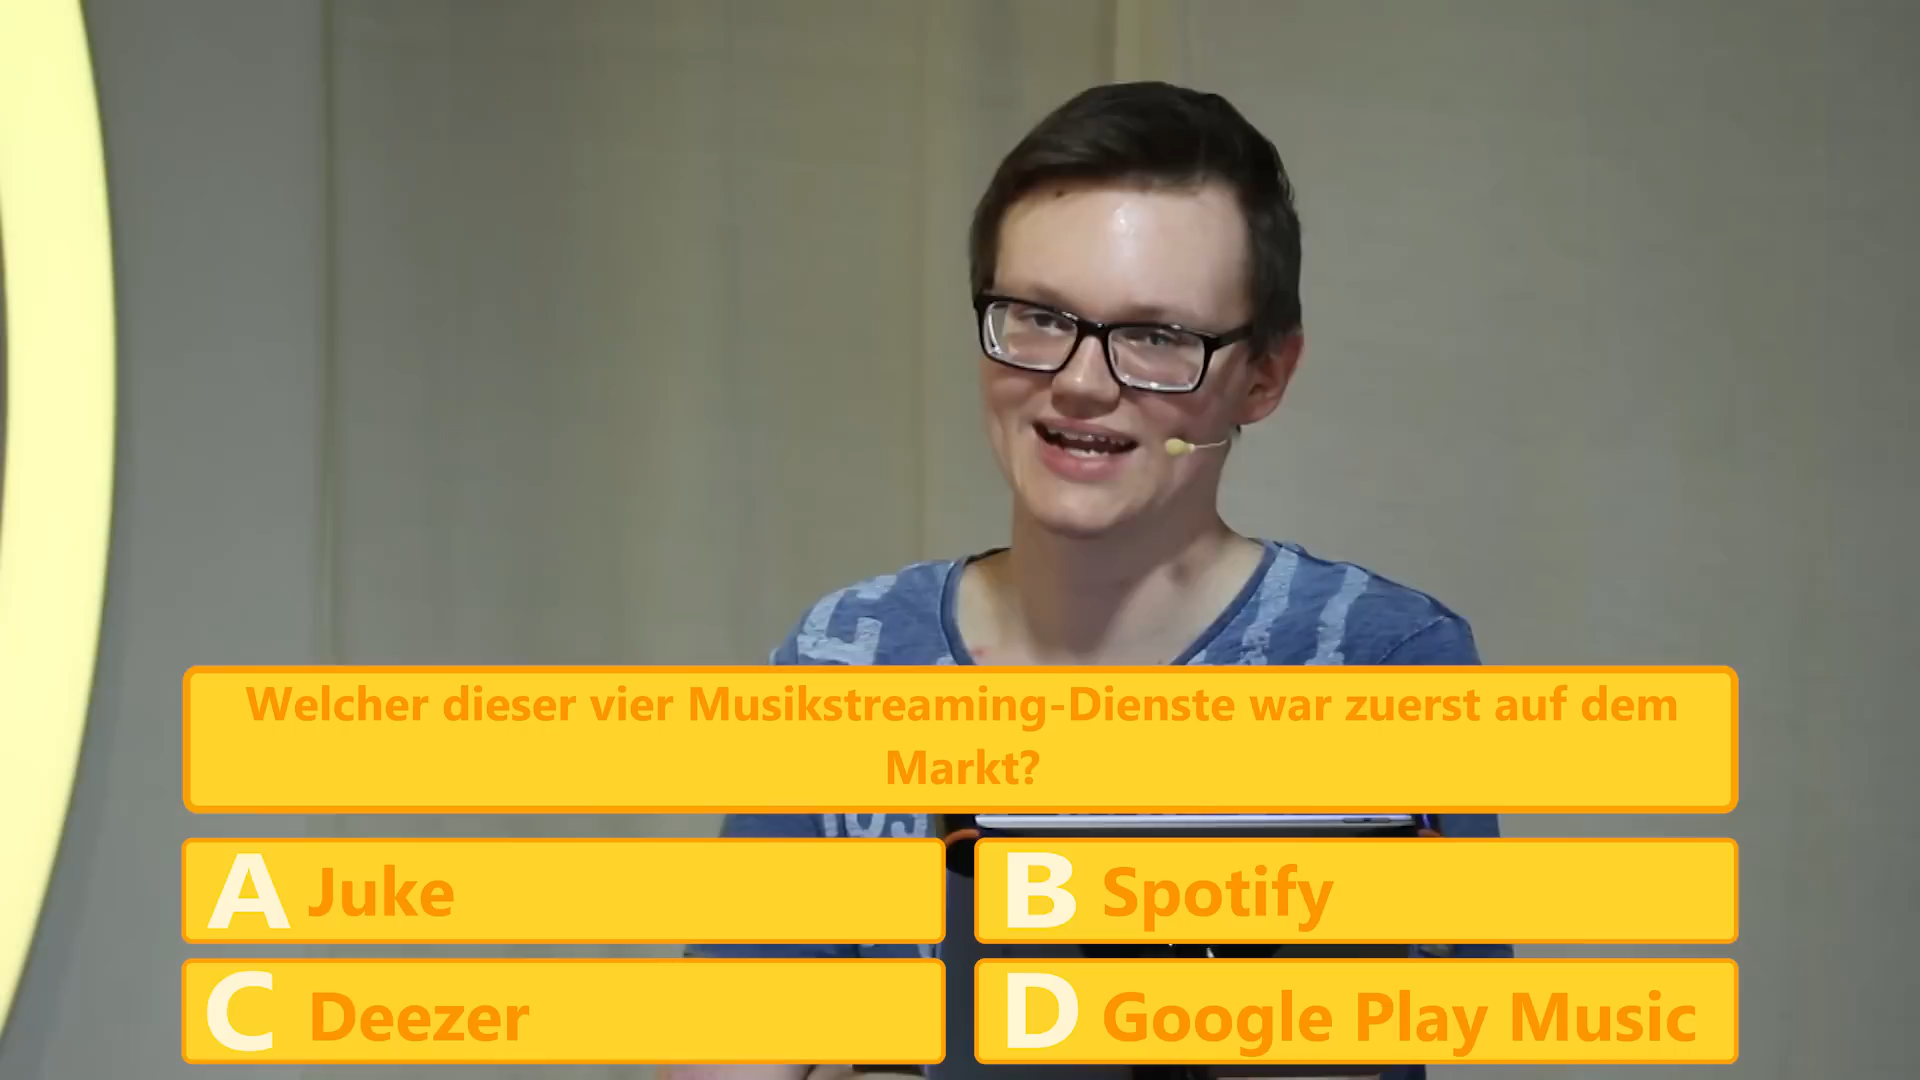 Welcher dieser vier Musikstreaming-Dienste war zuerst auf dem
Markt?
A Juke
B Spotify
C Deezer
D Google Play Music